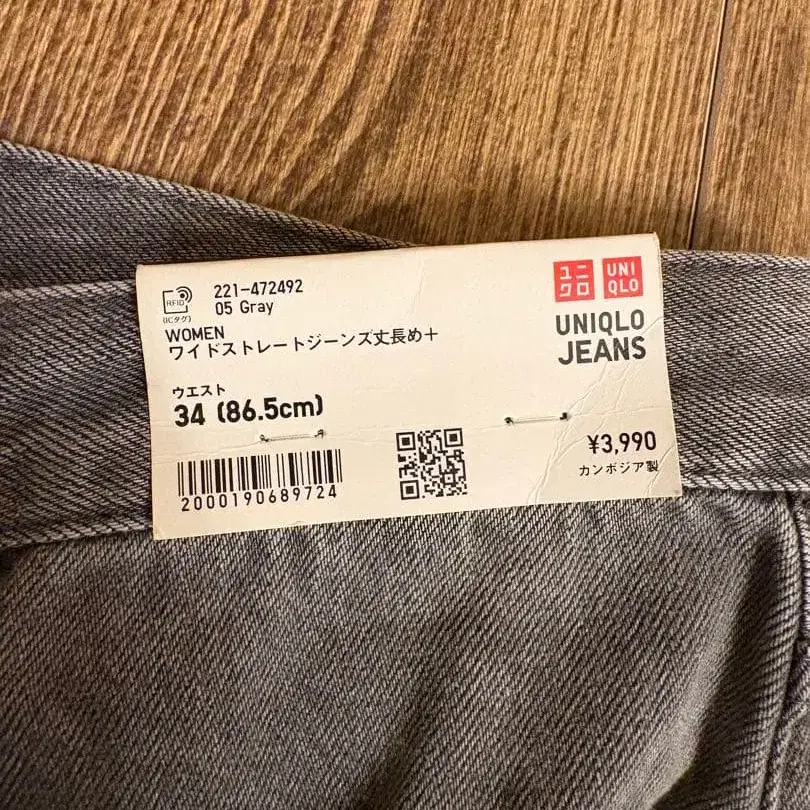 RFID
(ICタグ)
221-472492
05 Gray
WOMEN
ワイドストレートジーンズ丈長め+
ウエスト
34 (86.5cm)
2000190689724
ユニ
クロ
UNI
QLO
UNIQLO
JEANS
¥3,990
カンボジア製